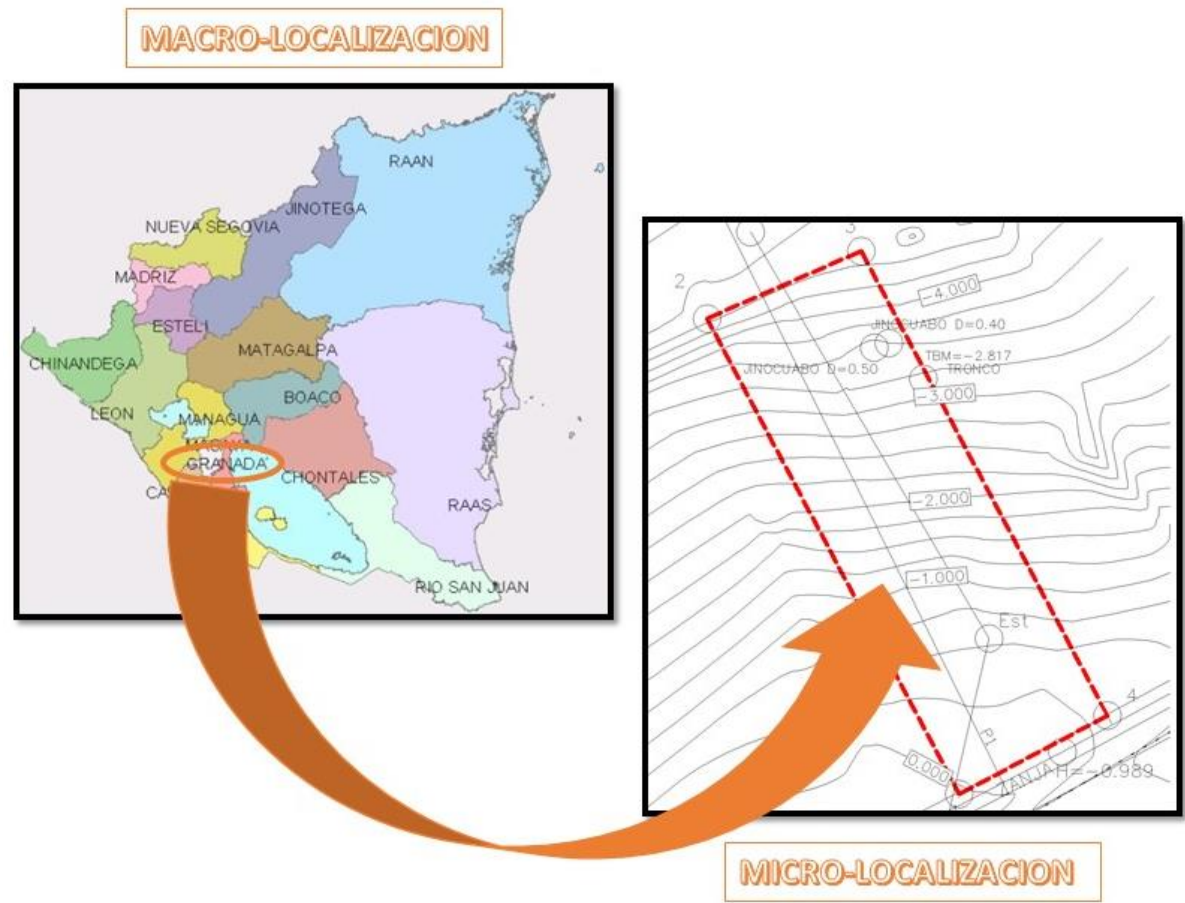 MACRO-LOCALIZACION
RAAN
JINOTEGA
NUEVA SEGOVIA
MADRIZ
ESTELI
MATAGALPA
CHINANDEGA
BOACO
LEON
MANAGUA
GRANADA
CHONTALES
CA
RAAS
RIO SAN JUAN
3
2
-4.000
JINOCUABO D=0.40
TBM=-2.817
JINOCUABO D=0.50
TRONCO
-3.000
-2.000
-1.000
Est
4
P1
0.000
ZANJA H=-0.989
MICRO-LOCALIZACION